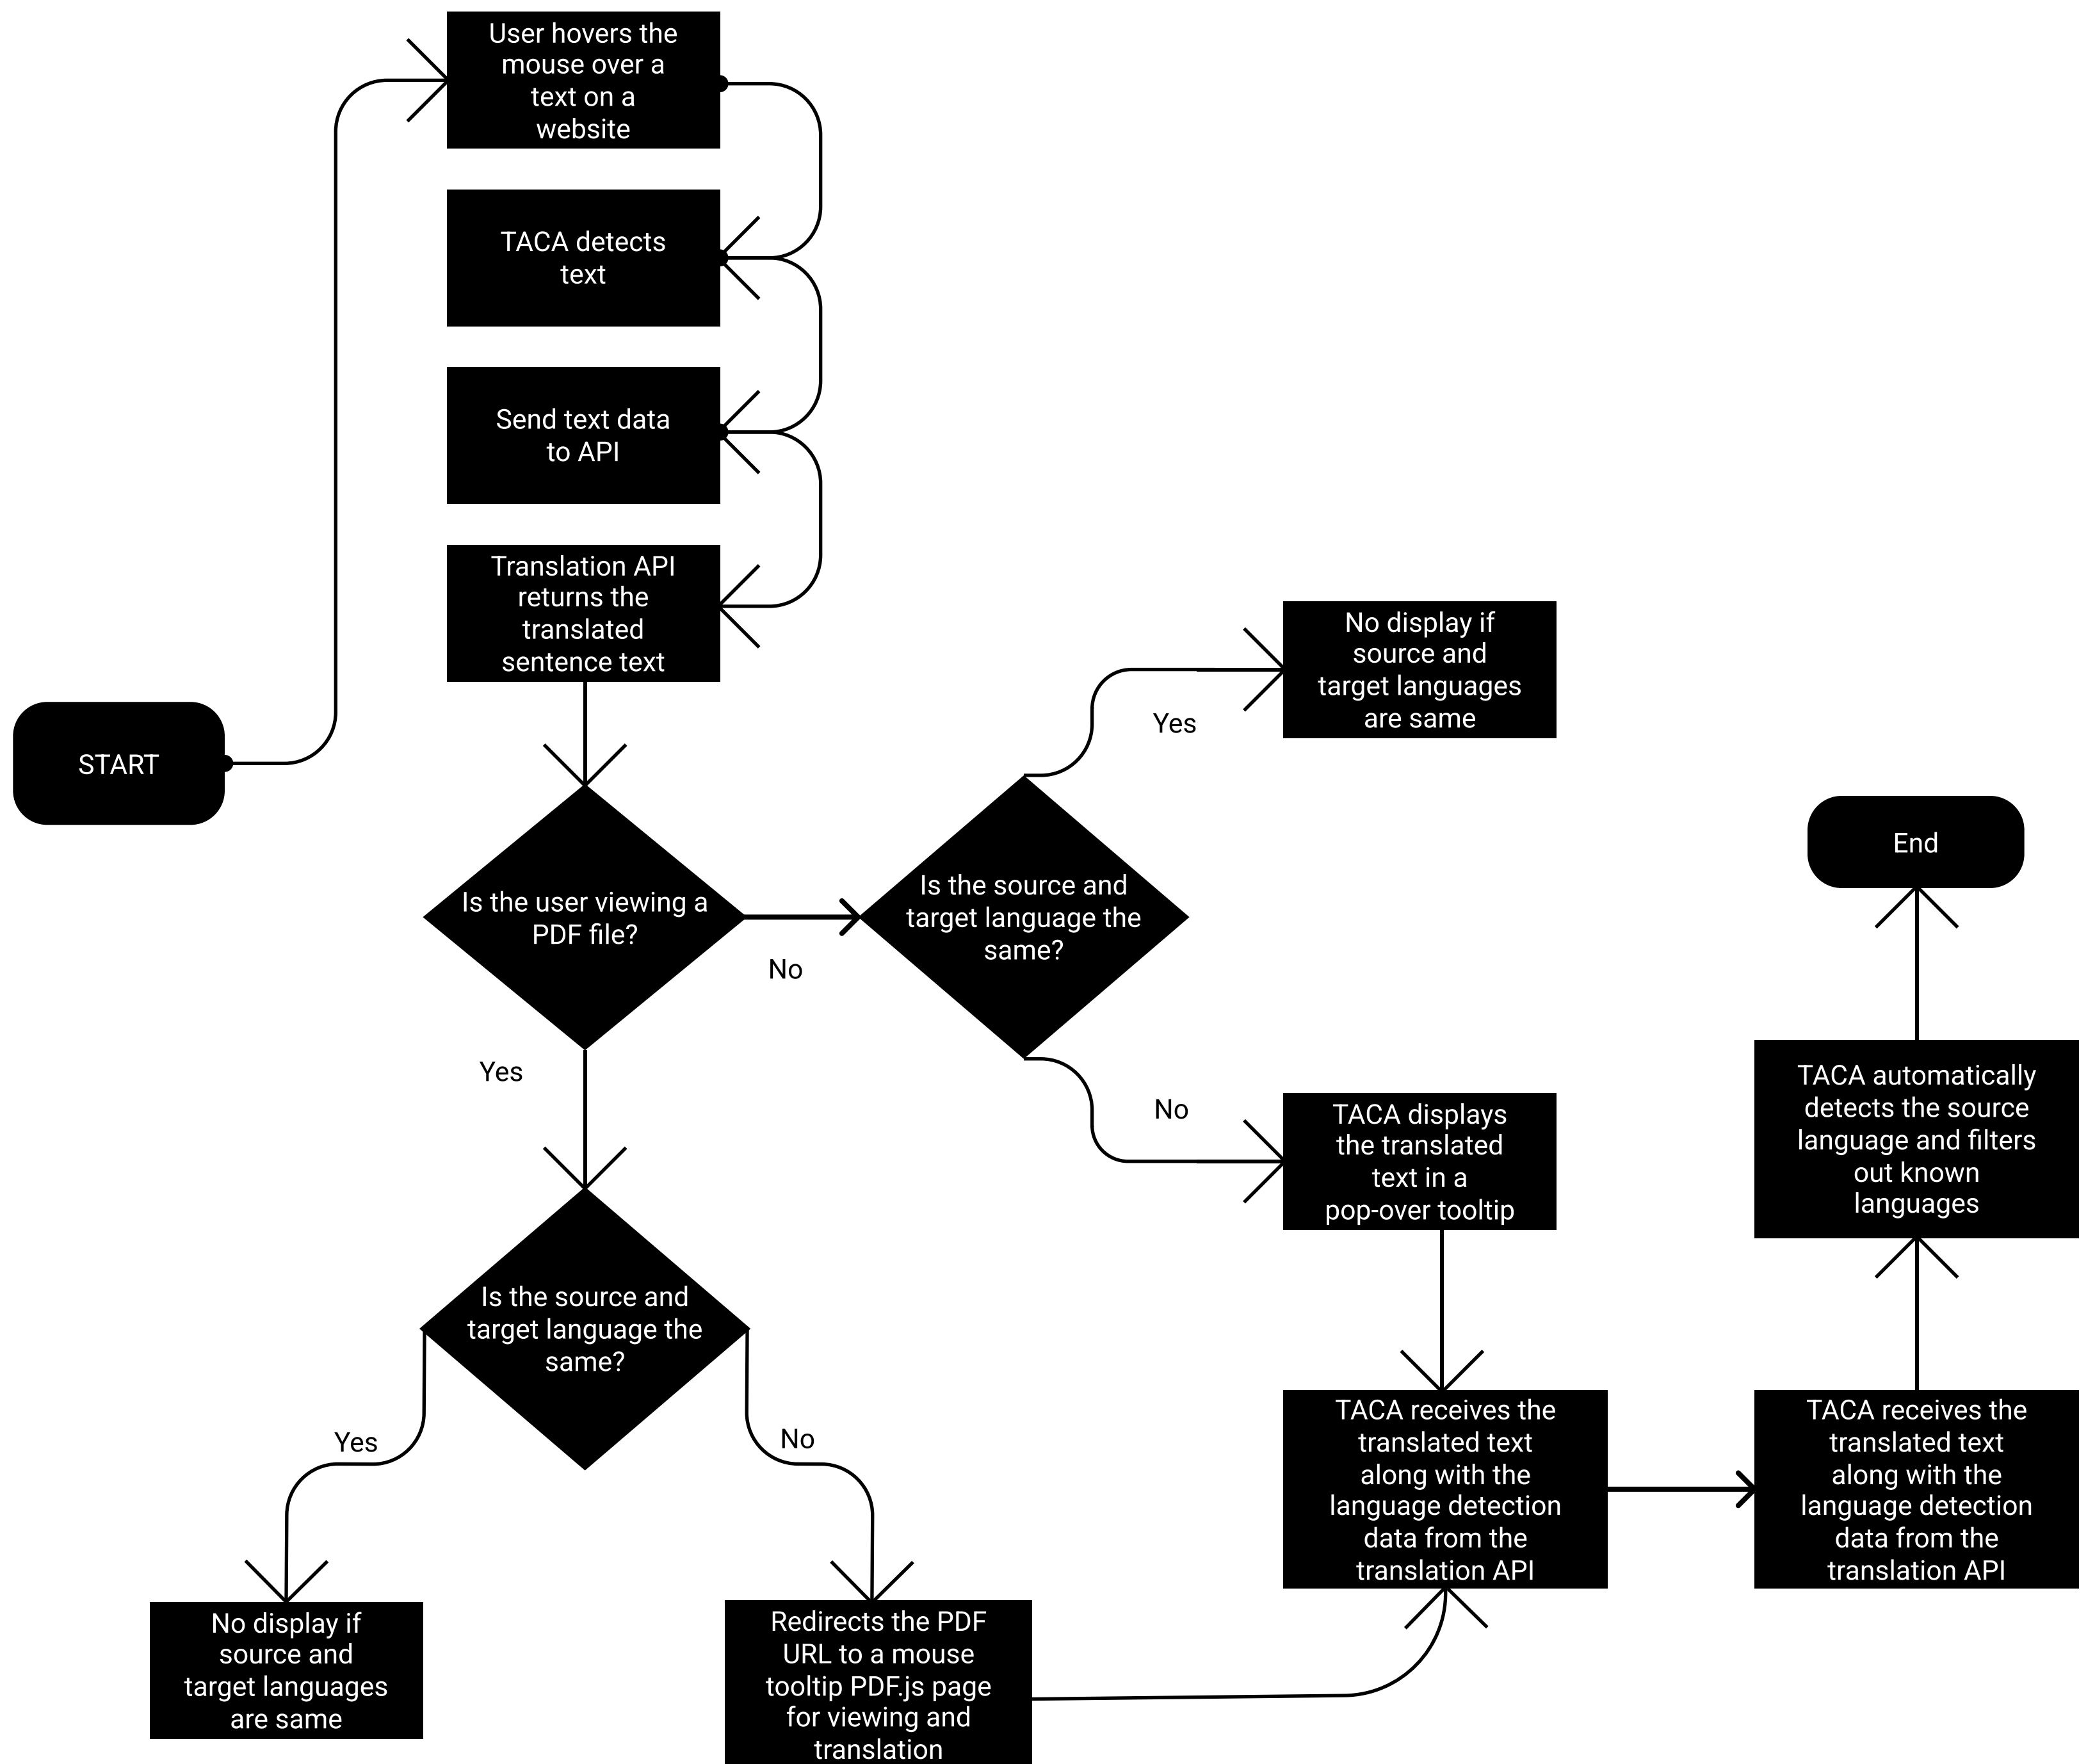 User hovers the
mouse over a
text on a
website
TACA detects
text
Send text data
to API
Translation API
returns the
translated
sentence text
START
Is the user viewing a
PDF file?
No
Yes
Is the source and
target language the
same?
Yes
No display if
source and
target languages
are same
No
TACA displays
the translated
text in a
pop-over tooltip
Is the source and
target language the
same?
Yes
No
No display if
source and
target languages
are same
Redirects the PDF
URL to a mouse
tooltip PDF.js page
for viewing and
translation
TACA receives the
translated text
along with the
language detection
data from the
translation API
TACA receives the
translated text
along with the
language detection
data from the
translation API
TACA automatically
detects the source
language and filters
out known
languages
End